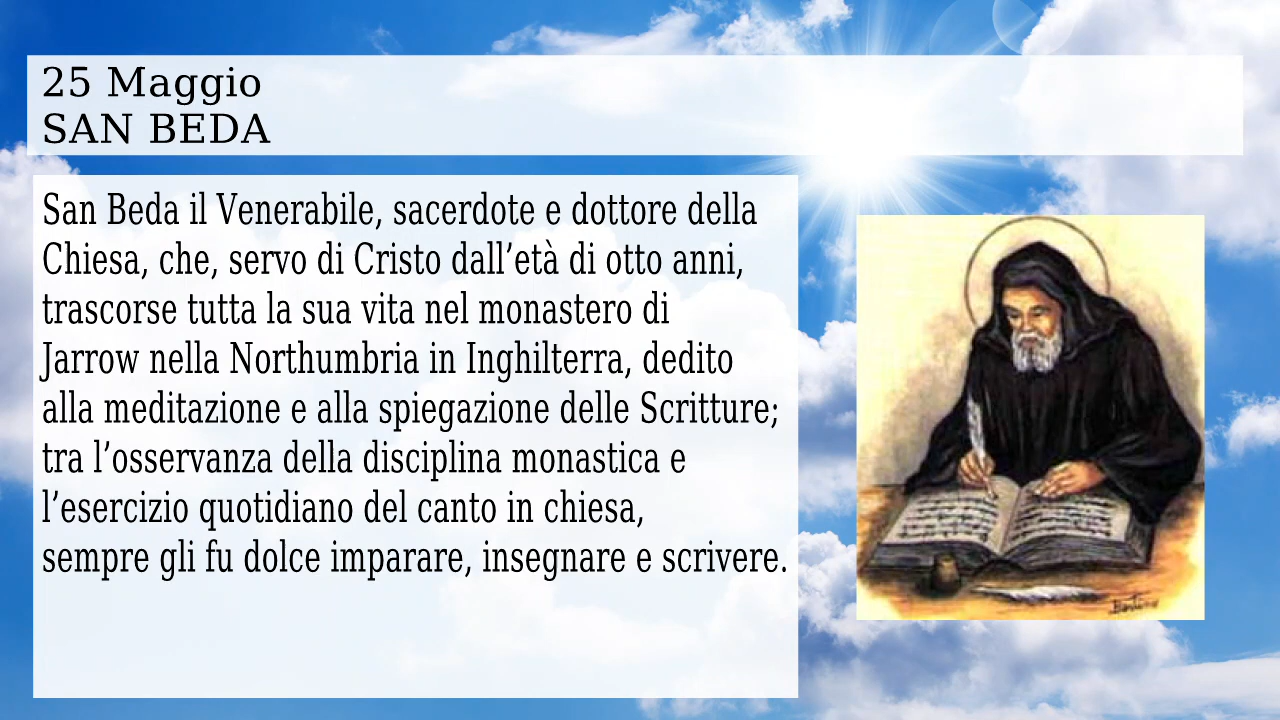 25 Maggio
SAN BEDA
San Beda il Venerabile, sacerdote e dottore della
Chiesa, che, servo di Cristo dall’età di otto anni,
trascorse tutta la sua vita nel monastero di
Jarrow nella Northumbria in Inghilterra, dedito
alla meditazione e alla spiegazione delle Scritture;
tra l’osservanza della disciplina monastica e
l’esercizio quotidiano del canto in chiesa,
sempre gli fu dolce imparare, insegnare e scrivere.